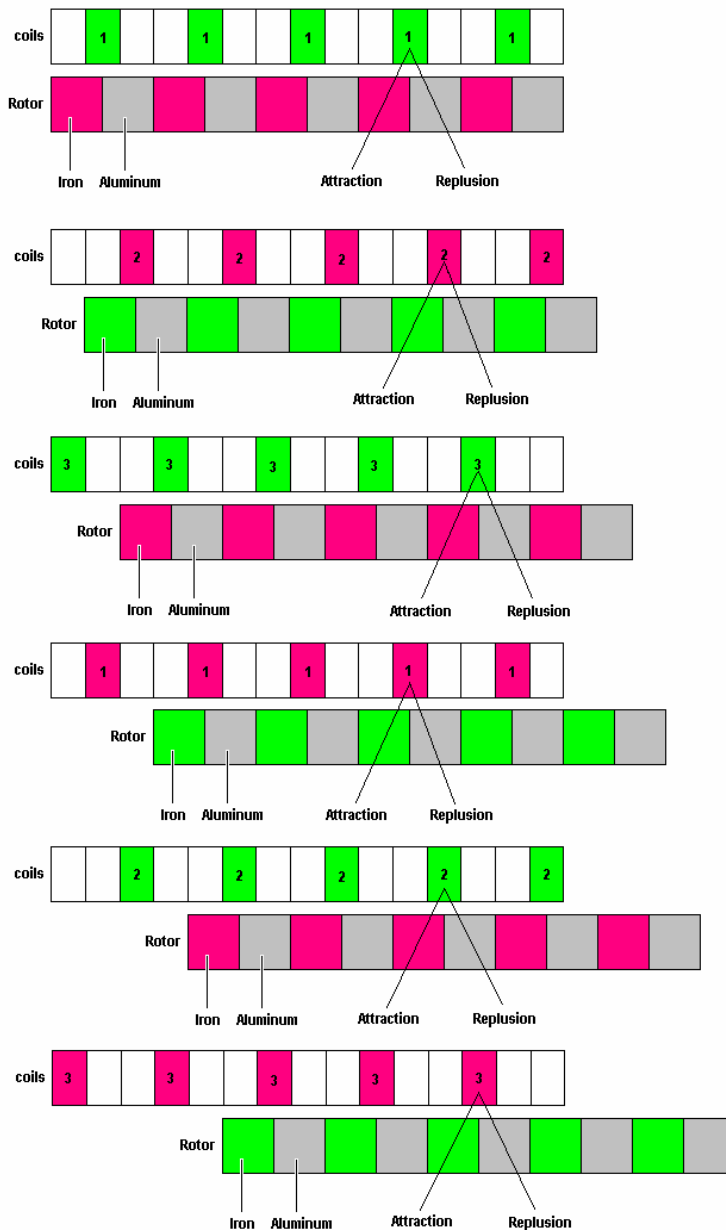 coils 1 1 1 1 1
Rotor
Iron Aluminum Attraction Replusion
coils 2 2 2 2 2
Rotor
Iron Aluminum Attraction Replusion
coils 3 3 3 3 3
Rotor
Iron Aluminum Attraction Replusion
coils 1 1 1 1 1
Rotor
Iron Aluminum Attraction Replusion
coils 2 2 2 2 2
Rotor
Iron Aluminum Attraction Replusion
coils 3 3 3 3 3
Rotor
Iron Aluminum Attraction Replusion